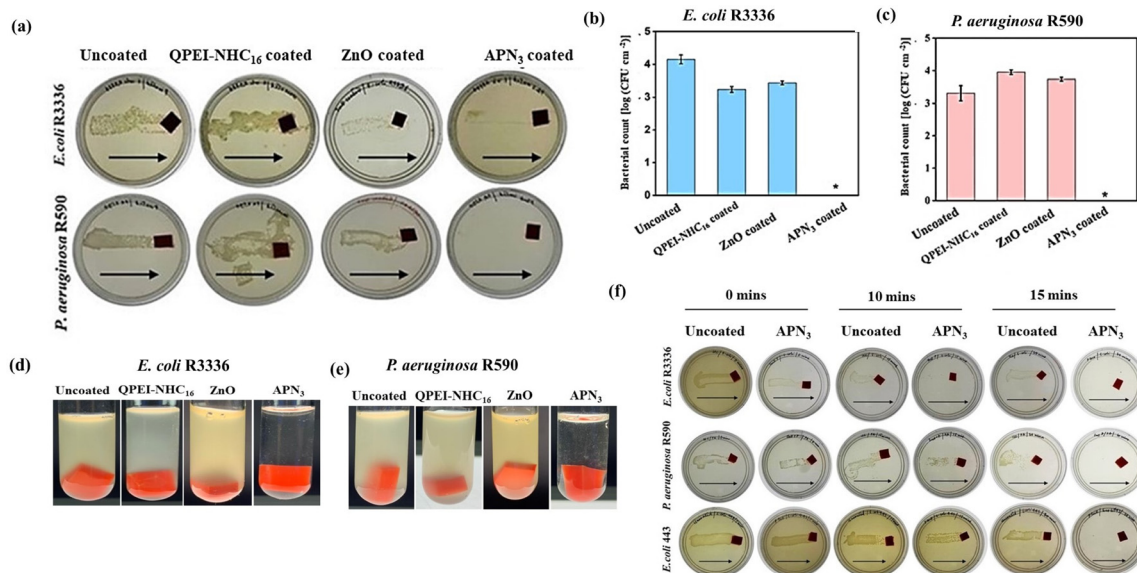 (a)
Uncoated QPEI-NHC₁₆ coated ZnO coated APN₃ coated
E.coli R3336
P. aeruginosa R590
(b) E. coli R3336
Bacterial count [log (CFU cm⁻²)]
5
4
3
2
1
0
*
Uncoated
QPEI-NHC₁₆ coated
ZnO coated
APN₃ coated
(c) P. aeruginosa R590
Bacterial count [log (CFU cm⁻²)]
5
4
3
2
1
0
*
Uncoated
QPEI-NHC₁₆ coated
ZnO coated
APN₃ coated
(d) E. coli R3336
Uncoated QPEI-NHC₁₆ ZnO APN₃
(e) P. aeruginosa R590
Uncoated QPEI-NHC₁₆ ZnO APN₃
(f)
0 mins 10 mins 15 mins
Uncoated APN₃ Uncoated APN₃ Uncoated APN₃
E.coli R3336
P. aeruginosa R590
E.coli 443